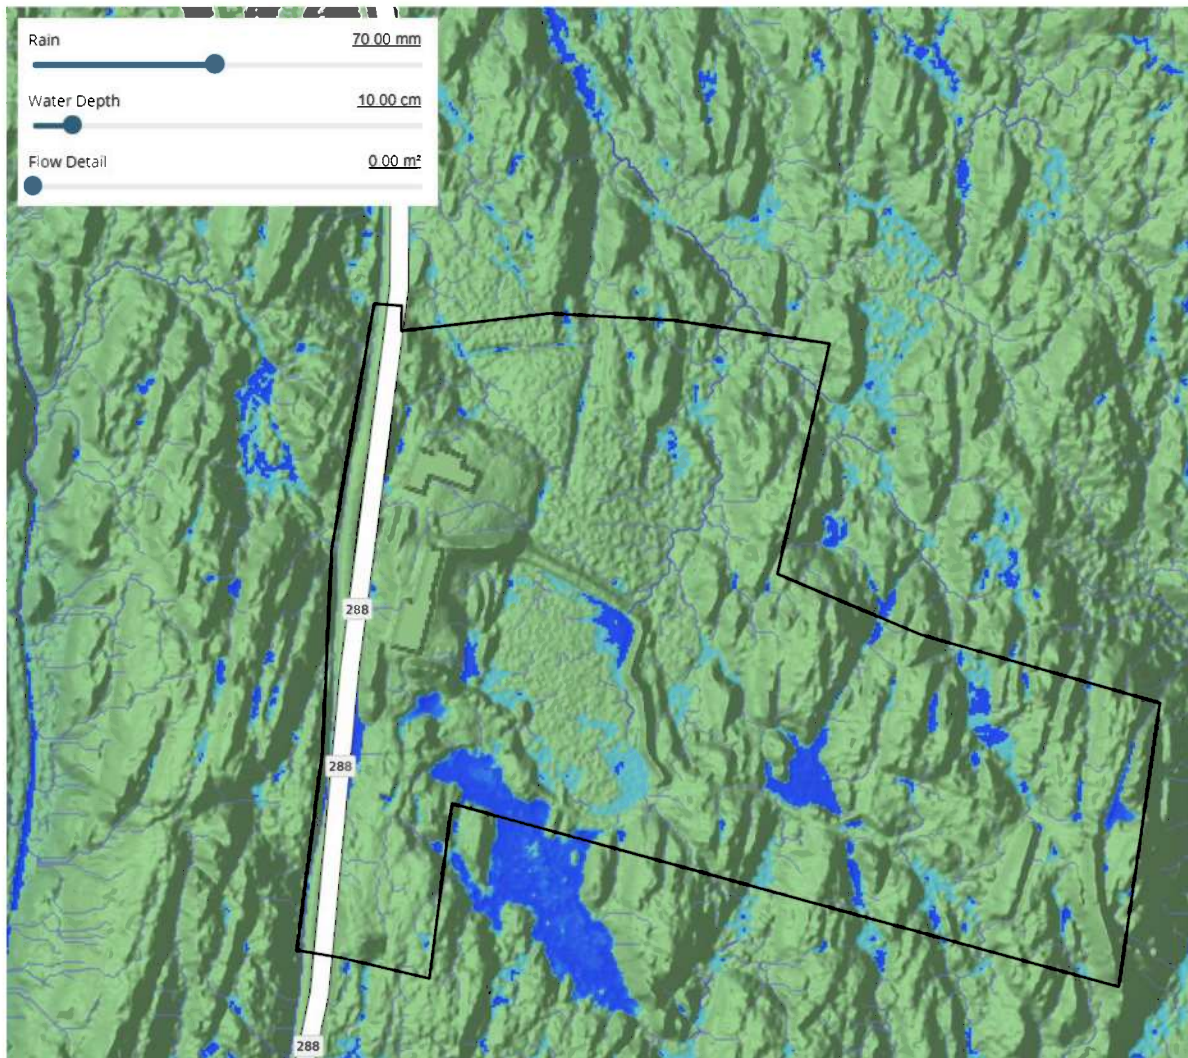 Rain 70.00 mm
Water Depth 10.00 cm
Flow Detail 0.00 m²
288
288
288